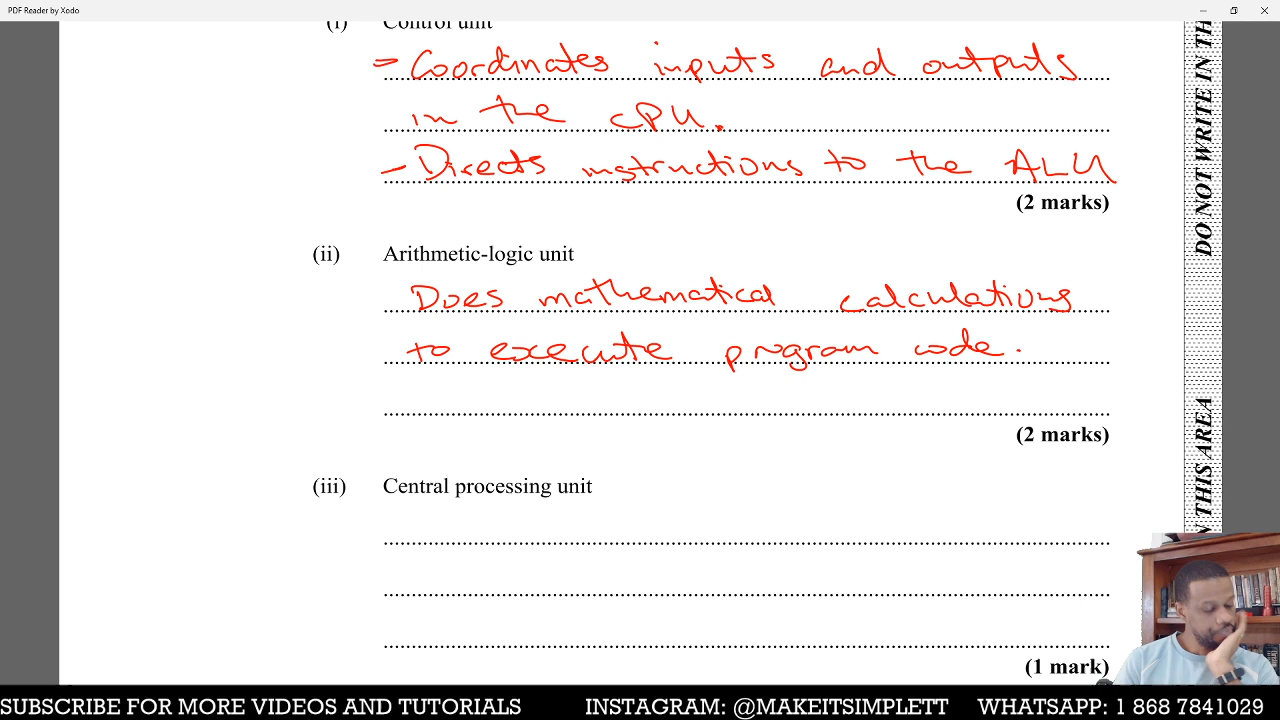 PDF Reader by Xodo
(i) Control unit
- Coordinates inputs and outputs
in the CPU.
- Directs instructions to the ALU
(2 marks)
(ii) Arithmetic-logic unit
Does mathematical calculations
to execute program code.
(2 marks)
(iii) Central processing unit
(1 mark)
DO NOT WRITE IN TH
N THIS AREA
SUBSCRIBE FOR MORE VIDEOS AND TUTORIALS INSTAGRAM: @MAKEITSIMPLETT WHATSAPP: 1 868 7841029